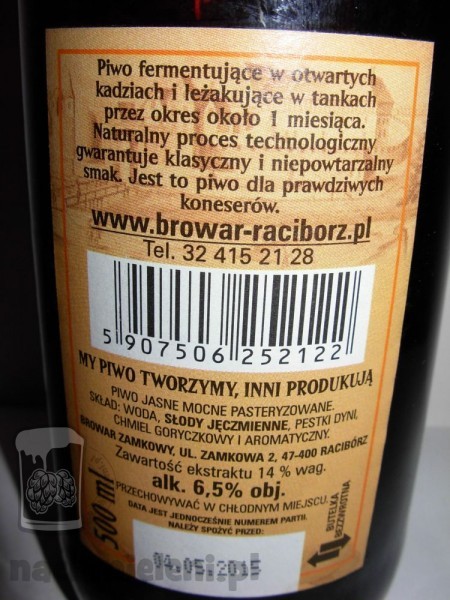 Piwo fermentujące w otwartych
kadziach i leżakujące w tankach
przez okres około 1 miesiąca.
Naturalny proces technologiczny
gwarantuje klasyczny i niepowtarzalny
smak. Jest to piwo dla prawdziwych
koneserów.
www.browar-raciborz.pl
Tel. 32 415 21 28
5 907506 252122
MY PIWO TWORZYMY, INNI PRODUKUJĄ
PIWO JASNE MOCNE PASTERYZOWANE.
SKŁAD: WODA, SŁODY JĘCZMIENNE, PESTKI DYNI,
CHMIEL GORYCZKOWY I AROMATYCZNY.
BROWAR ZAMKOWY, UL. ZAMKOWA 2, 47-400 RACIBÓRZ
Zawartość ekstraktu 14 % wag.
alk. 6,5% obj.
PRZECHOWYWAĆ W CHŁODNYM MIEJSCU.
DATA JEST JEDNOCZEŚNIE NUMEREM PARTII.
NALEŻY SPOŻYĆ PRZED:
500 ml
BUTELKA
BEZZWROTNA
04.05.2015